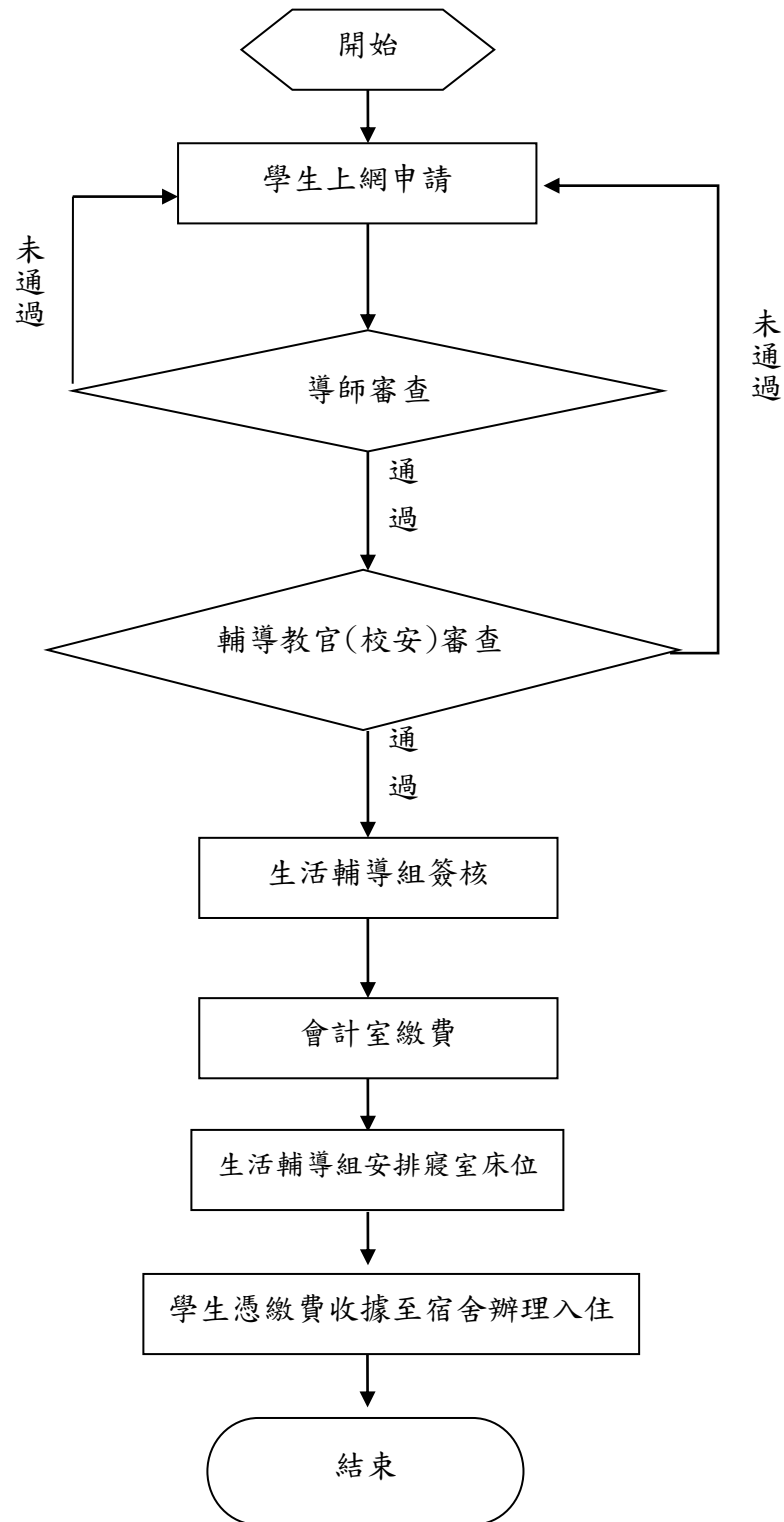 開始
學生上網申請
未通過
未通過
導師審查
通過
輔導教官(校安)審查
通過
生活輔導組簽核
會計室繳費
生活輔導組安排寢室床位
學生憑繳費收據至宿舍辦理入住
結束